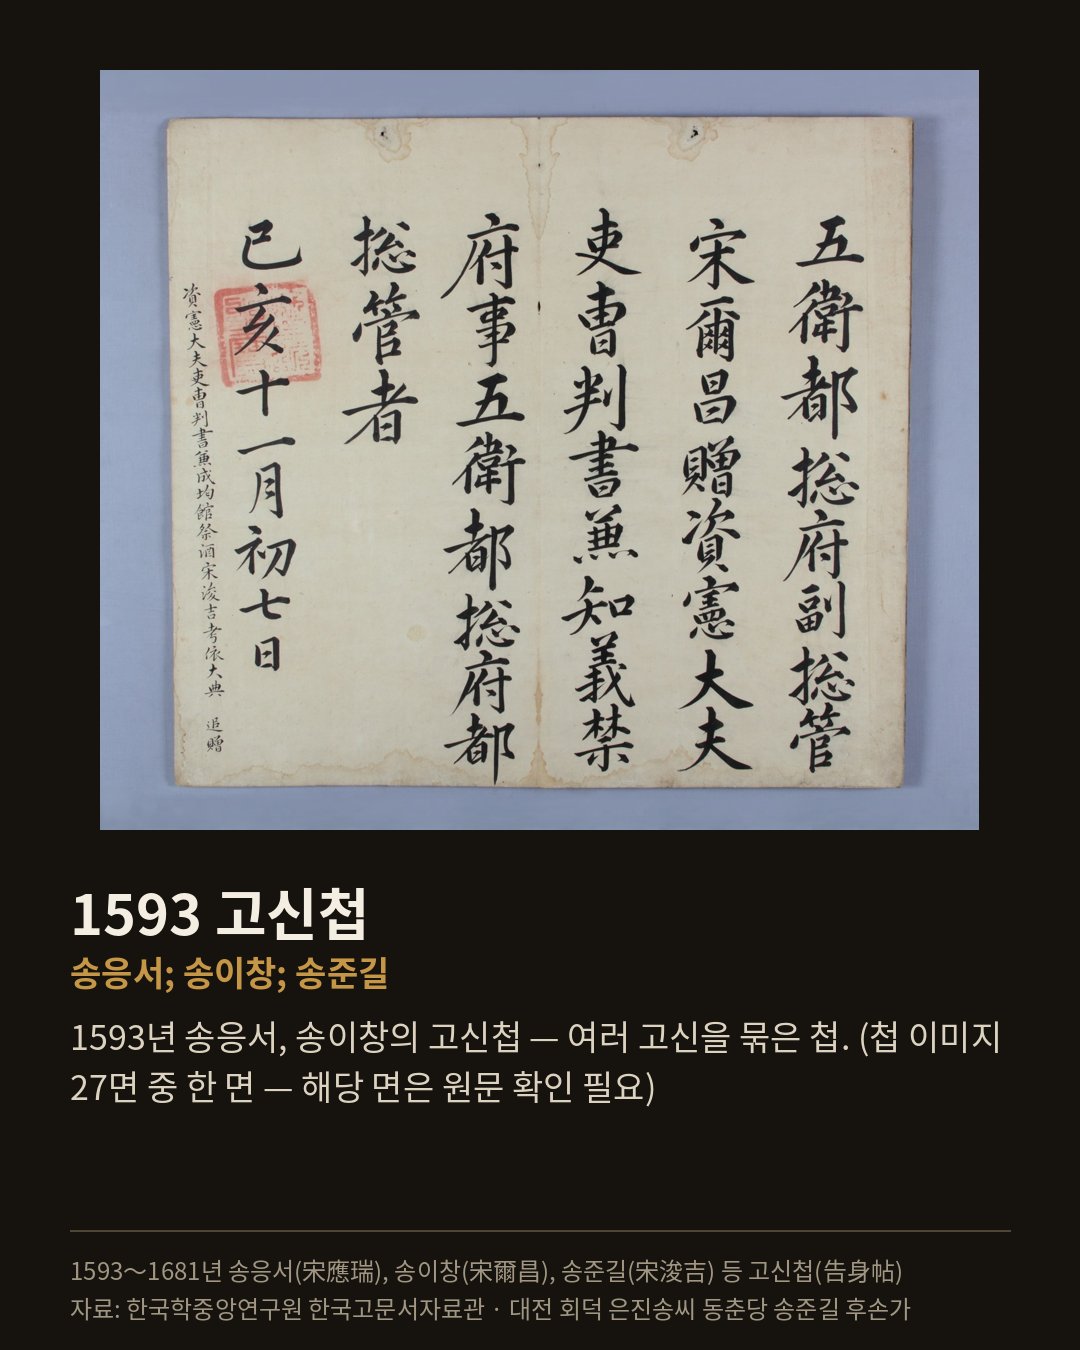 五衛都摠府副摠管
宋爾昌贈資憲大夫
吏曹判書兼知義禁
府事五衛都摠府都
摠管者
己亥十一月初七日
資憲大夫吏曹判書兼成均館祭酒宋浚吉考依大典 追贈
1593 고신첩
송응서; 송이창; 송준길
1593년 송응서, 송이창의 고신첩 — 여러 고신을 묶은 첩. (첩 이미지
27면 중 한 면 — 해당 면은 원문 확인 필요)
1593～1681년 송응서(宋應瑞), 송이창(宋爾昌), 송준길(宋浚吉) 등 고신첩(告身帖)
자료: 한국학중앙연구원 한국고문서자료관 · 대전 회덕 은진송씨 동춘당 송준길 후손가